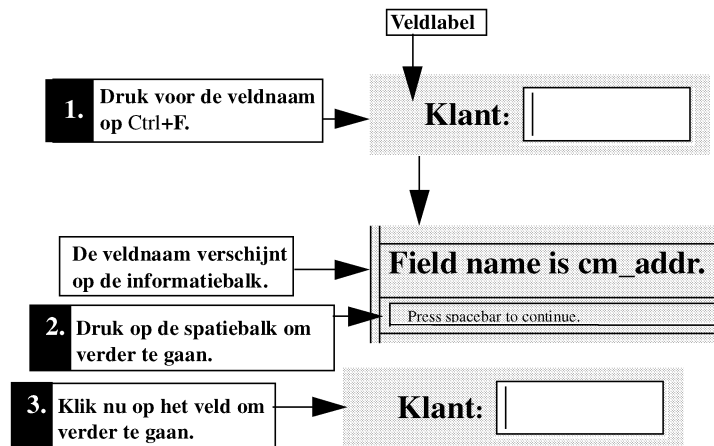 Veldlabel
1. Druk voor de veldnaam
op Ctrl+F.
Klant:
De veldnaam verschijnt
op de informatiebalk.
Field name is cm_addr.
2. Druk op de spatiebalk om
verder te gaan.
Press spacebar to continue.
3. Klik nu op het veld om
verder te gaan.
Klant: